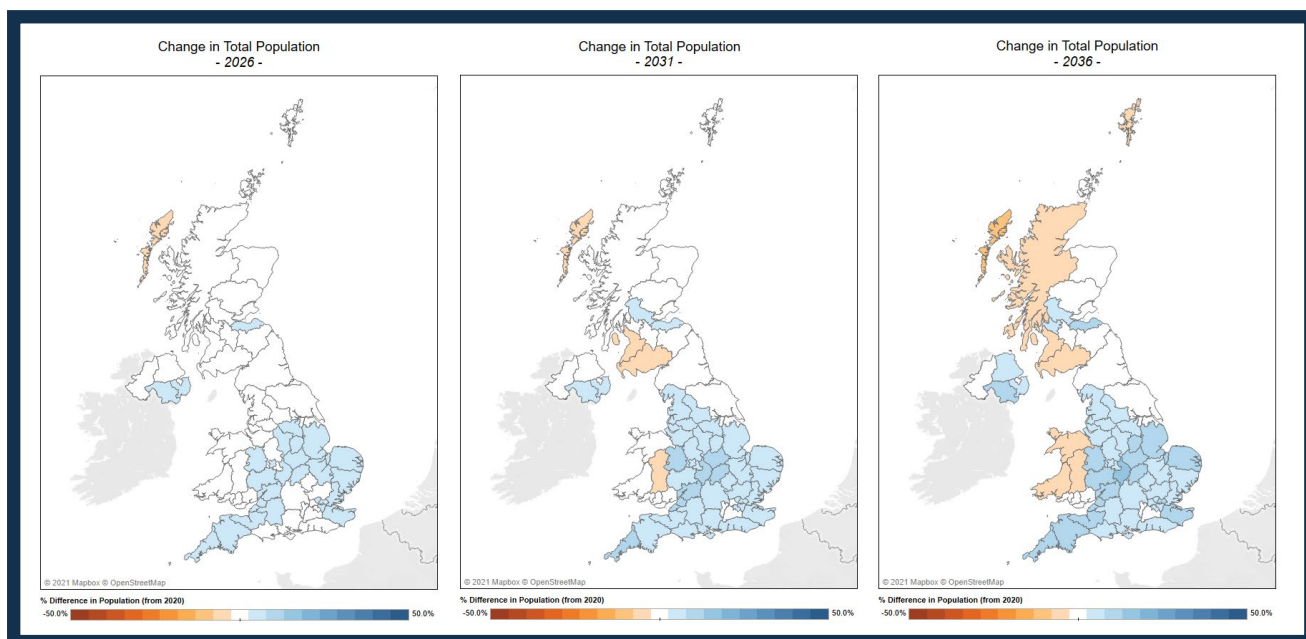 Change in Total Population
- 2026 -
© 2021 Mapbox © OpenStreetMap
% Difference in Population (from 2020)
-50.0% 50.0%
Change in Total Population
- 2031 -
© 2021 Mapbox © OpenStreetMap
% Difference in Population (from 2020)
-50.0% 50.0%
Change in Total Population
- 2036 -
© 2021 Mapbox © OpenStreetMap
% Difference in Population (from 2020)
-50.0% 50.0%